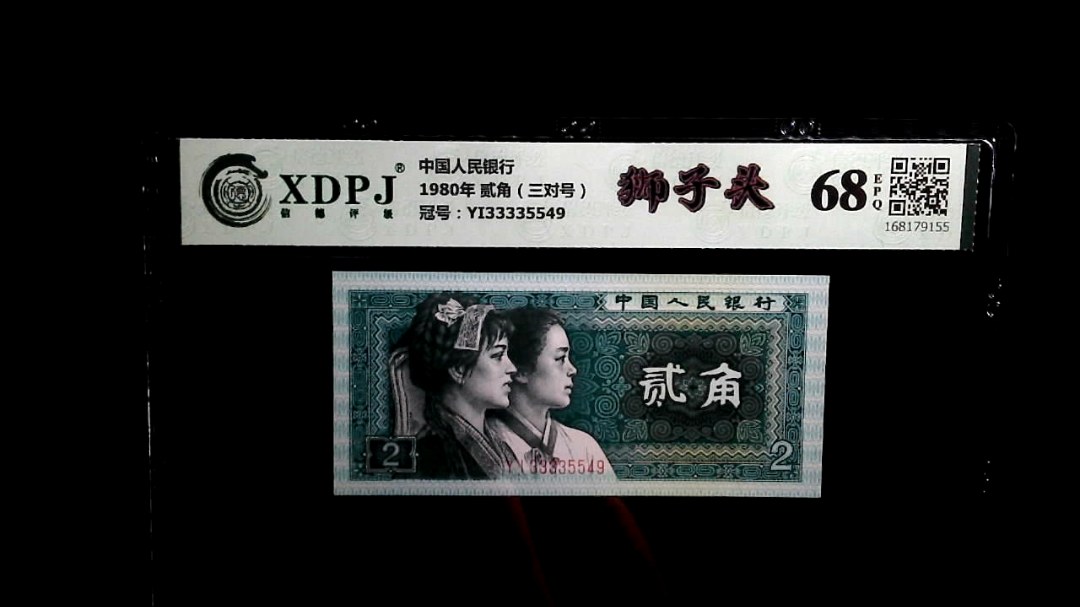 XDPJ®
信德评级
中国人民银行
1980年 贰角（三对号）
冠号：YI33335549
狮子头
68
EPQ
168179155
中国人民银行
贰角
2
2
YI33335549